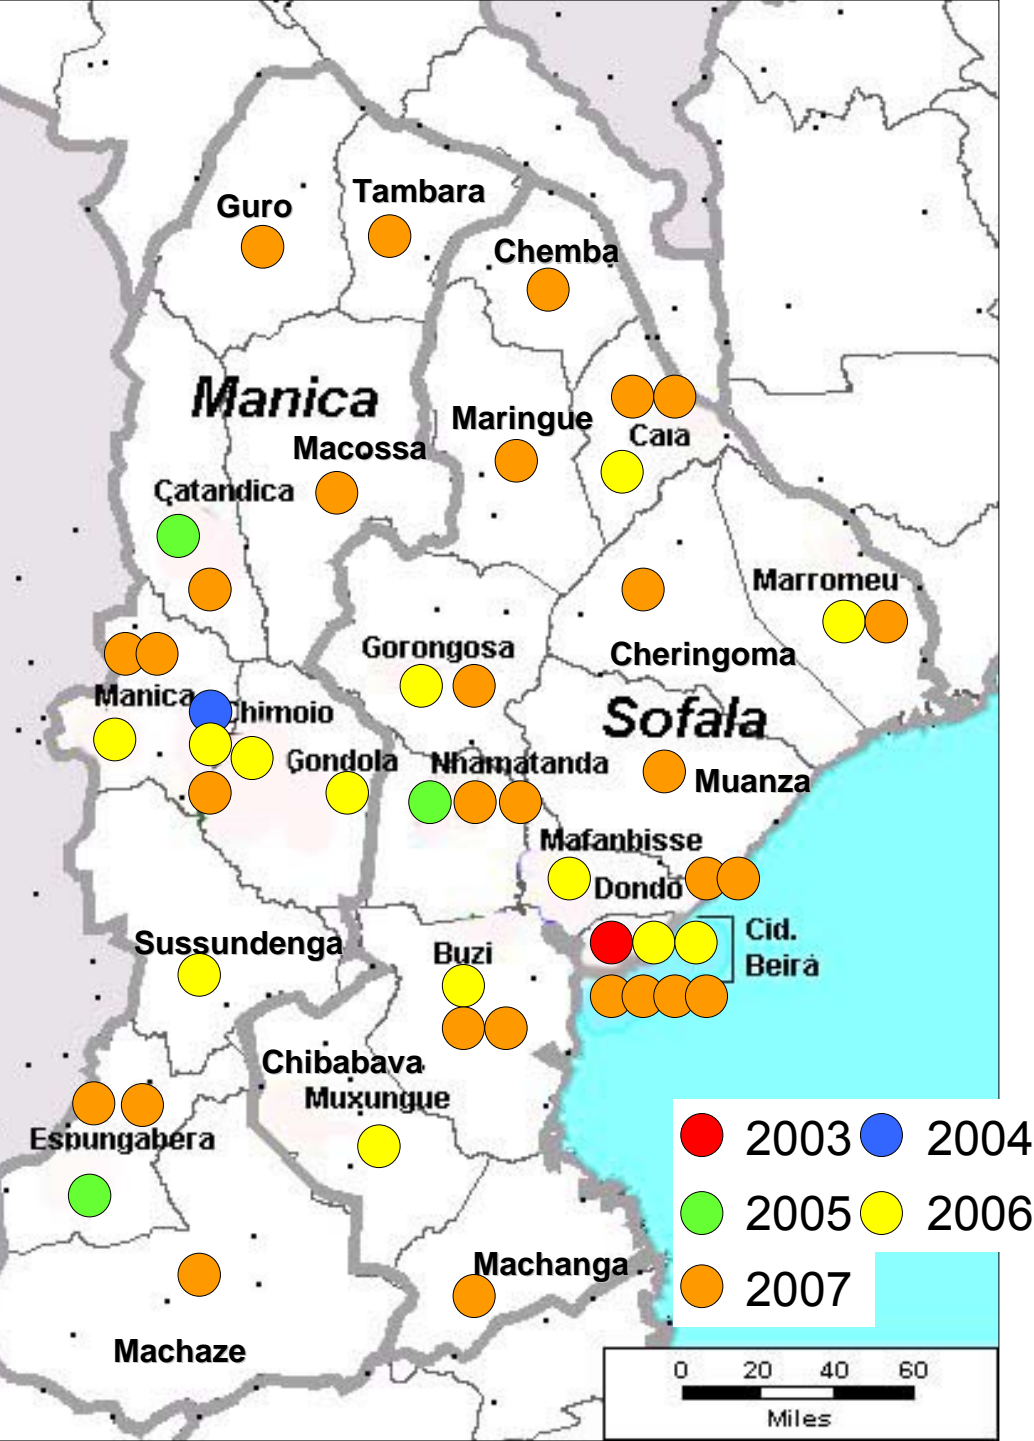 Tambara
Guro
Chemba
Manica
Maringue
Caia
Macossa
Catandica
Marromeu
Gorongosa
Cheringoma
Manica
Chimoio
Sofala
Gondola
Nhamatanda
Muanza
Mafanbisse
Dondo
Cid.
Beira
Sussundenga
Buzi
Chibabava
Muxungue
Espungabera
2003 2004
2005 2006
2007
Machanga
Machaze
0 20 40 60
Miles